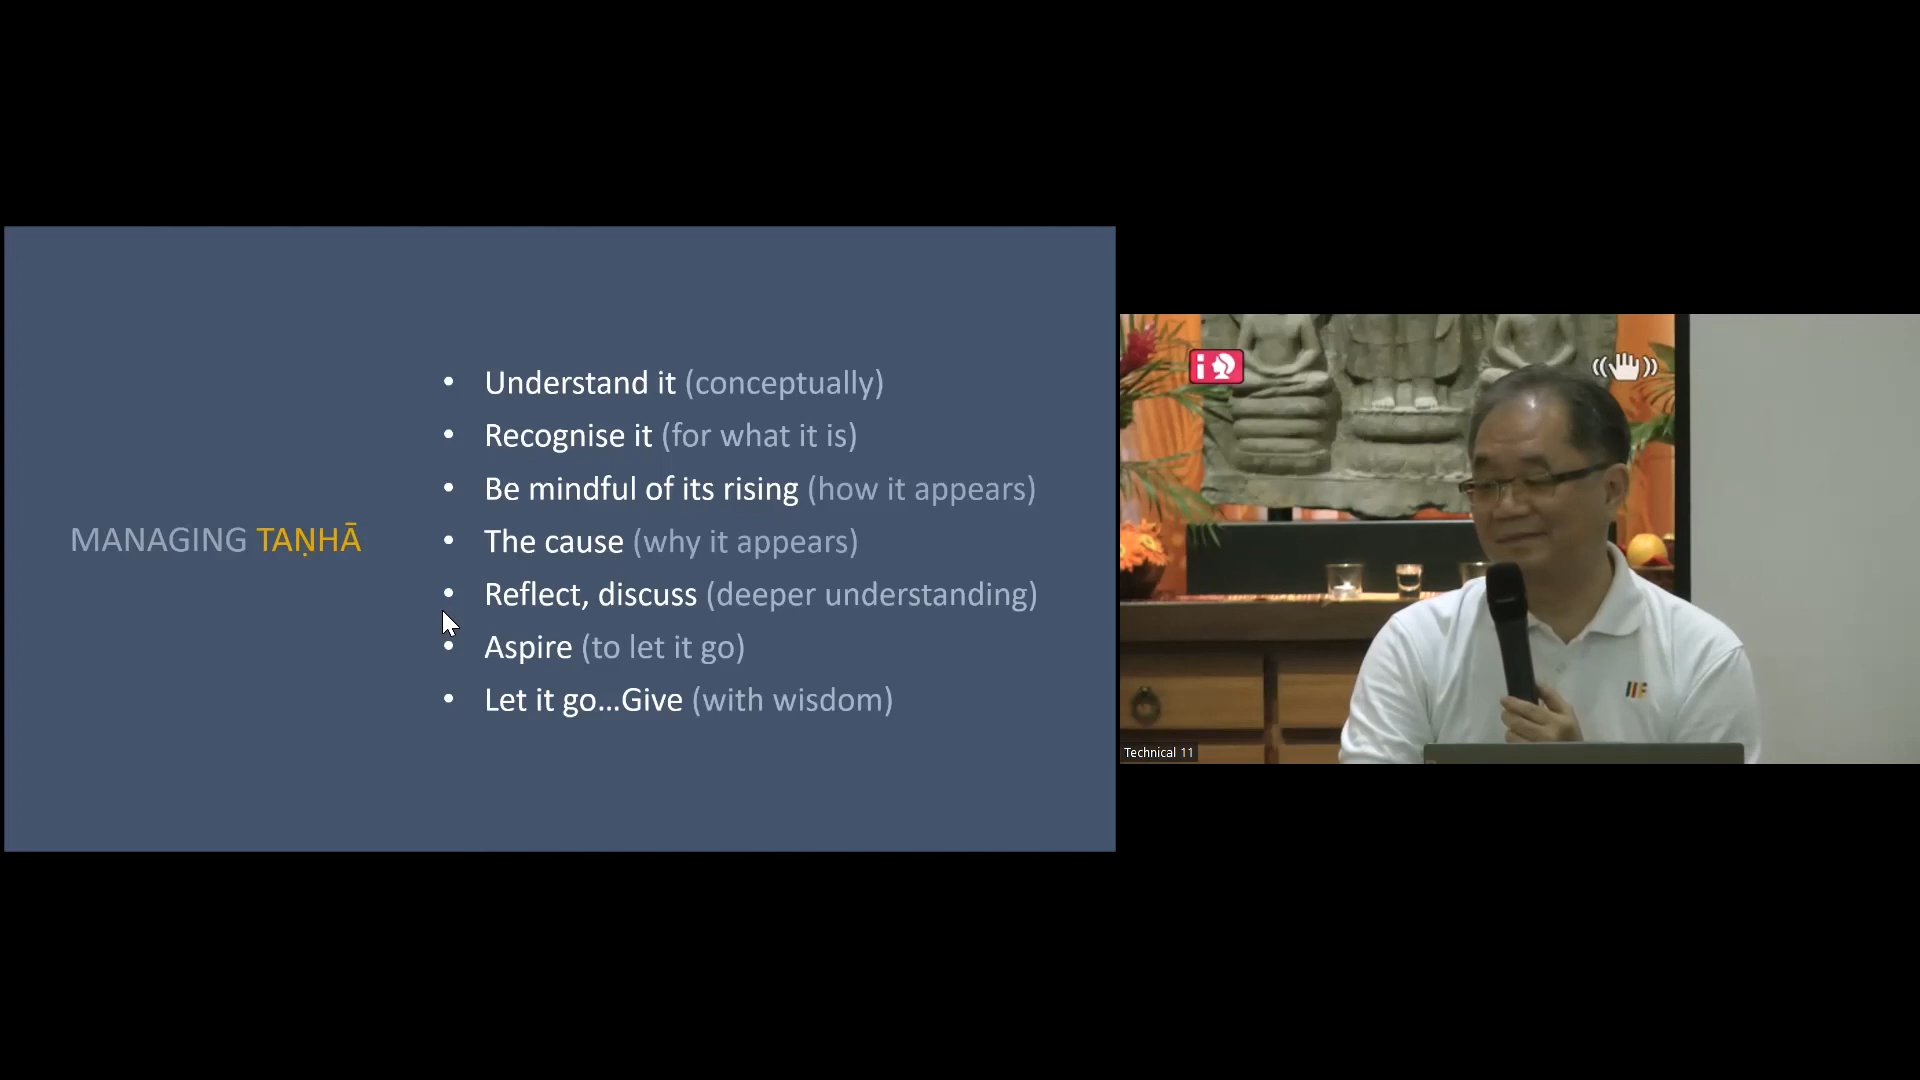 MANAGING TAṆHĀ
• Understand it (conceptually)
• Recognise it (for what it is)
• Be mindful of its rising (how it appears)
• The cause (why it appears)
• Reflect, discuss (deeper understanding)
• Aspire (to let it go)
• Let it go...Give (with wisdom)
i
Technical 11